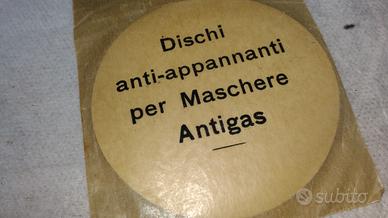 Dischi
anti-appannanti
per Maschere
Antigas
subito